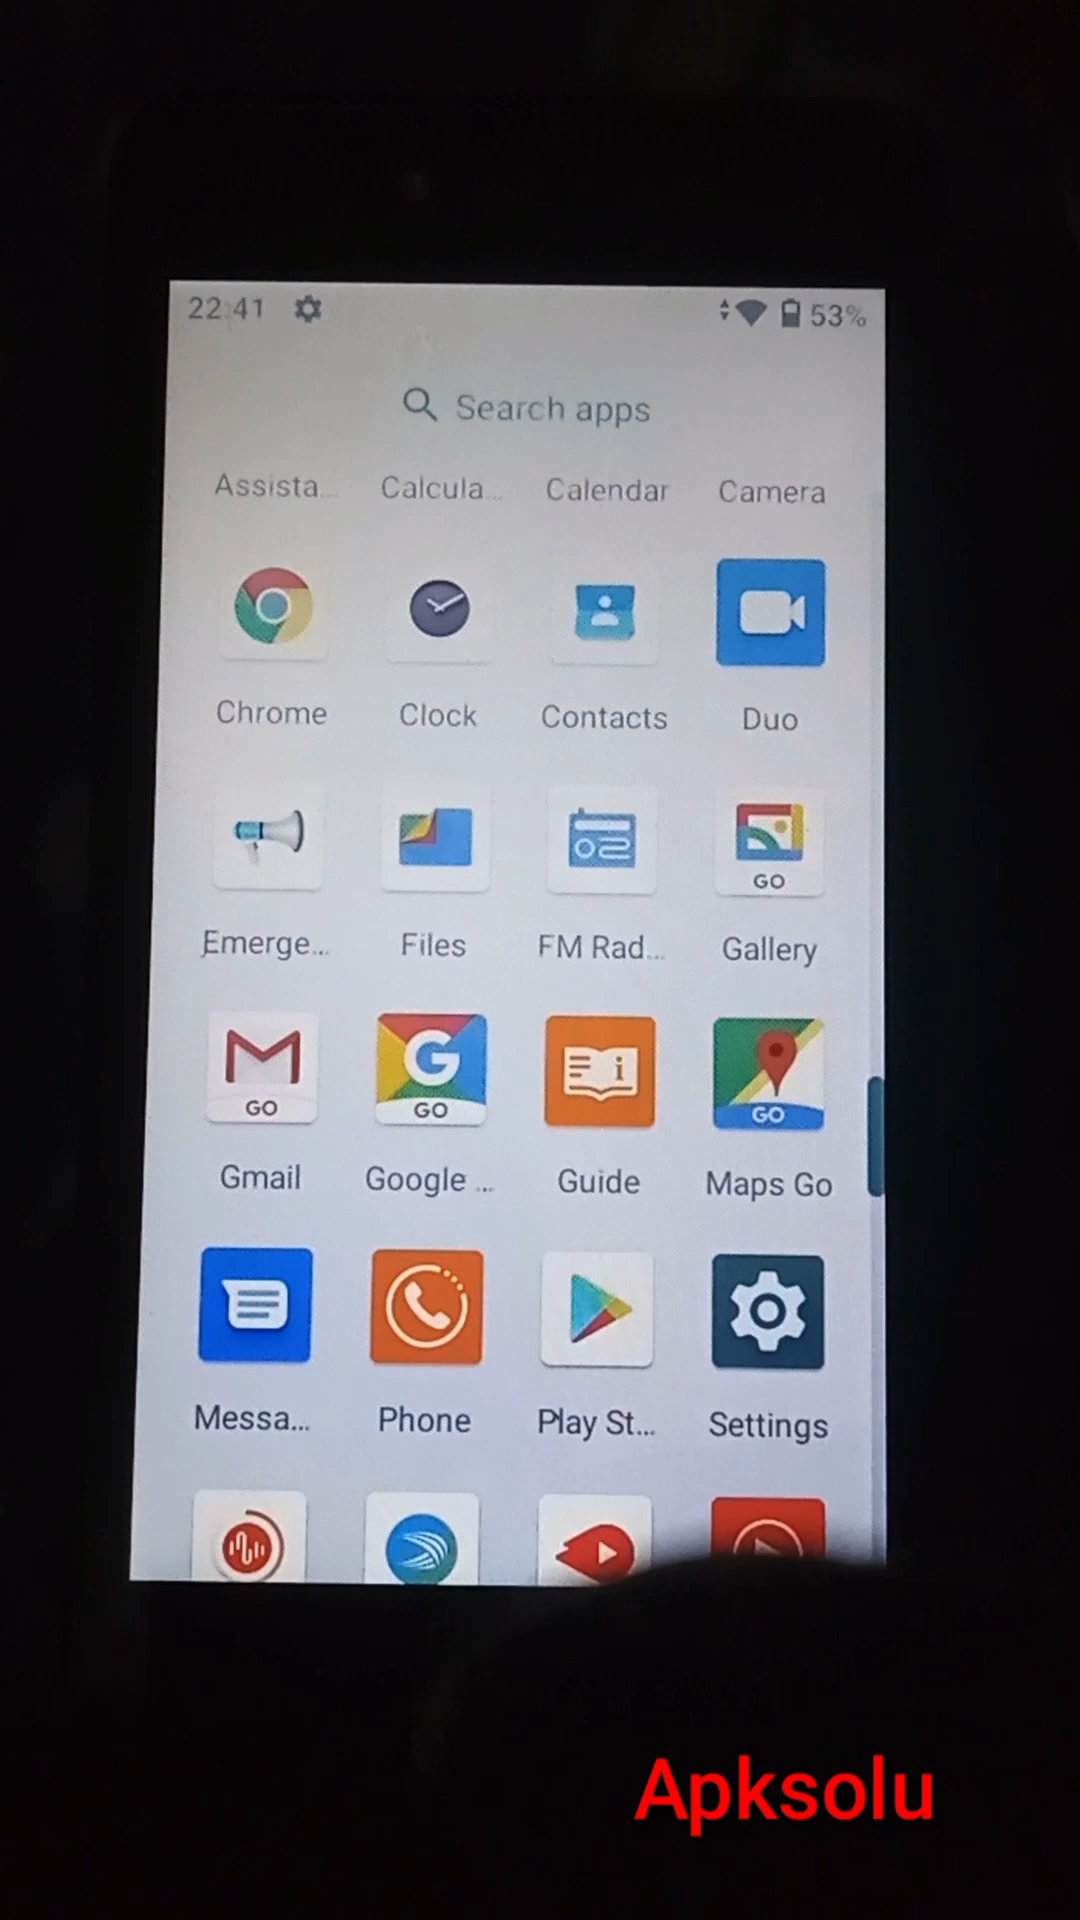 22:41 53%
Search apps
Assista... Calcula... Calendar Camera
Chrome Clock Contacts Duo
GO
Emerge... Files FM Rad... Gallery
GO G GO GO
Gmail Google ... Guide Maps Go
Messa... Phone Play St... Settings
Apksolu